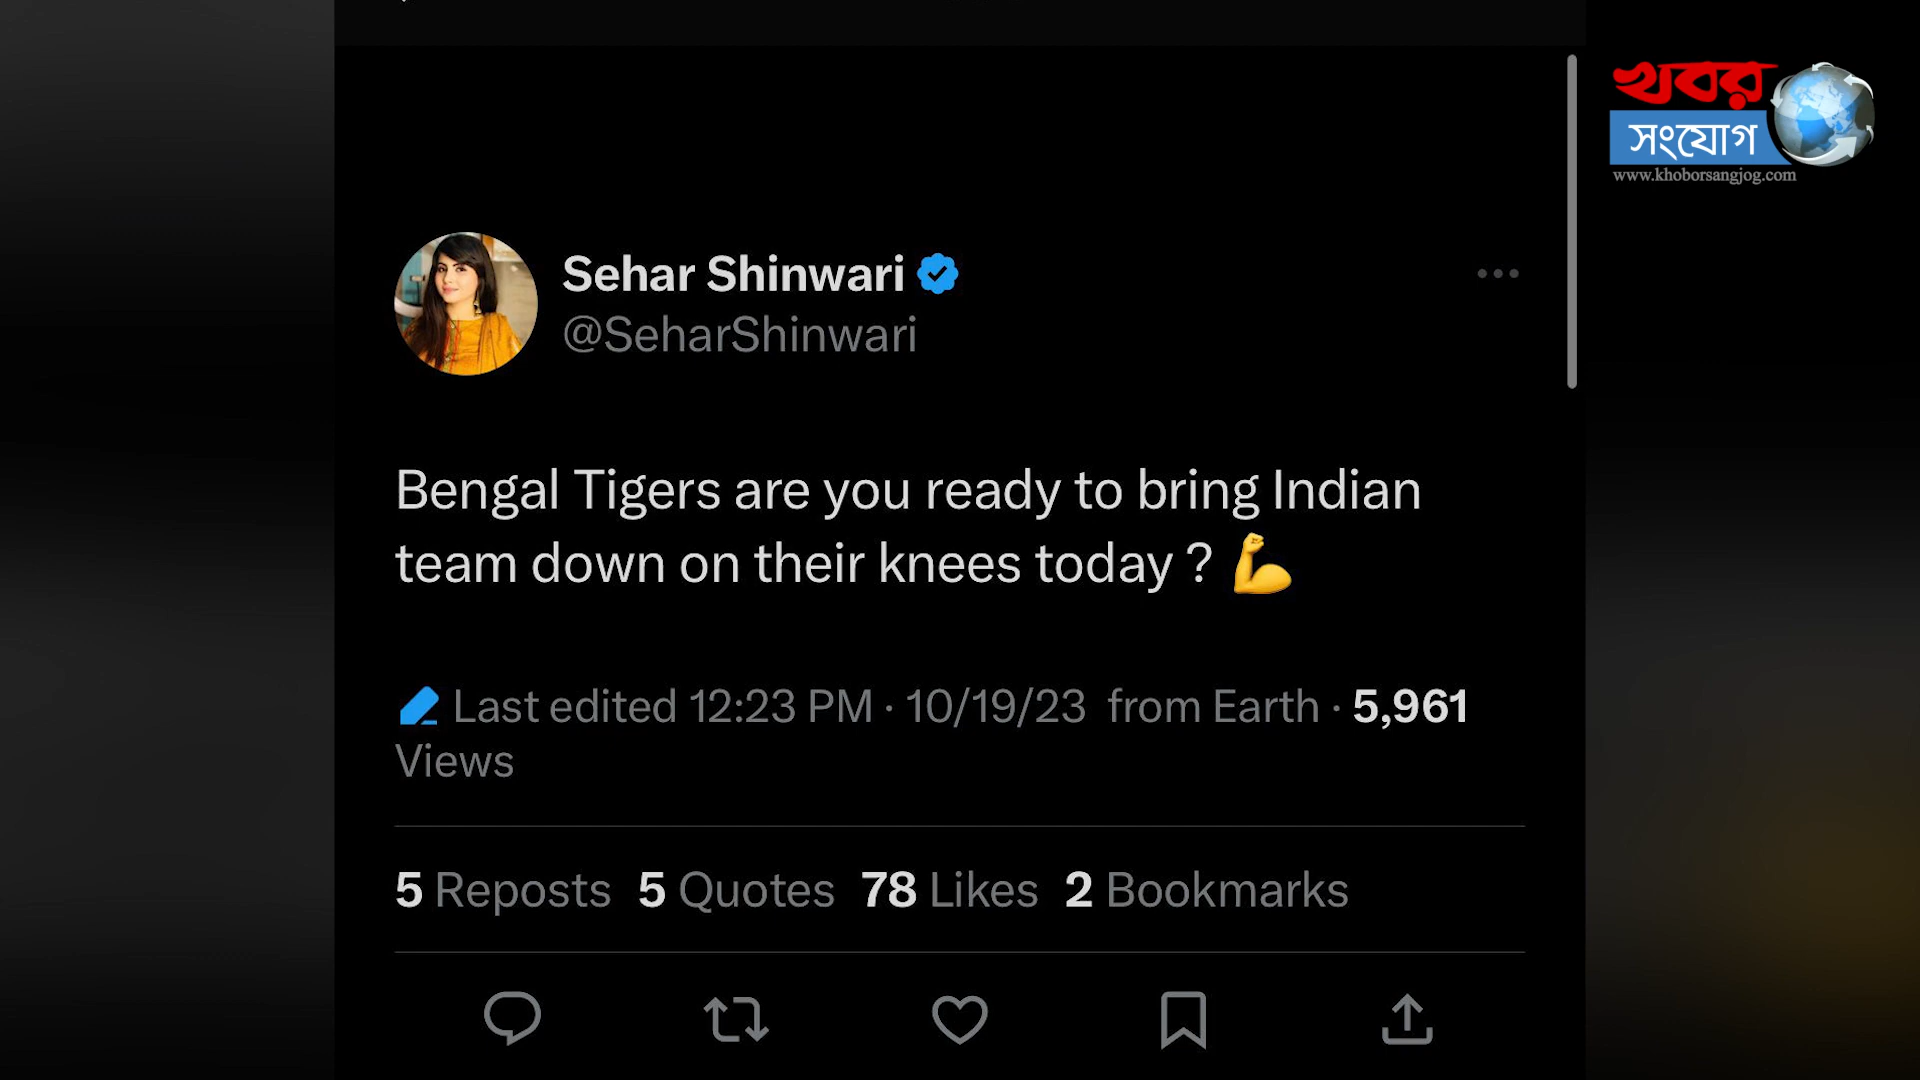 খবর
সংযোগ
www.khoborsangjog.com
Sehar Shinwari
@SeharShinwari
Bengal Tigers are you ready to bring Indian
team down on their knees today ? 💪
Last edited 12:23 PM · 10/19/23 from Earth · 5,961
Views
5 Reposts 5 Quotes 78 Likes 2 Bookmarks